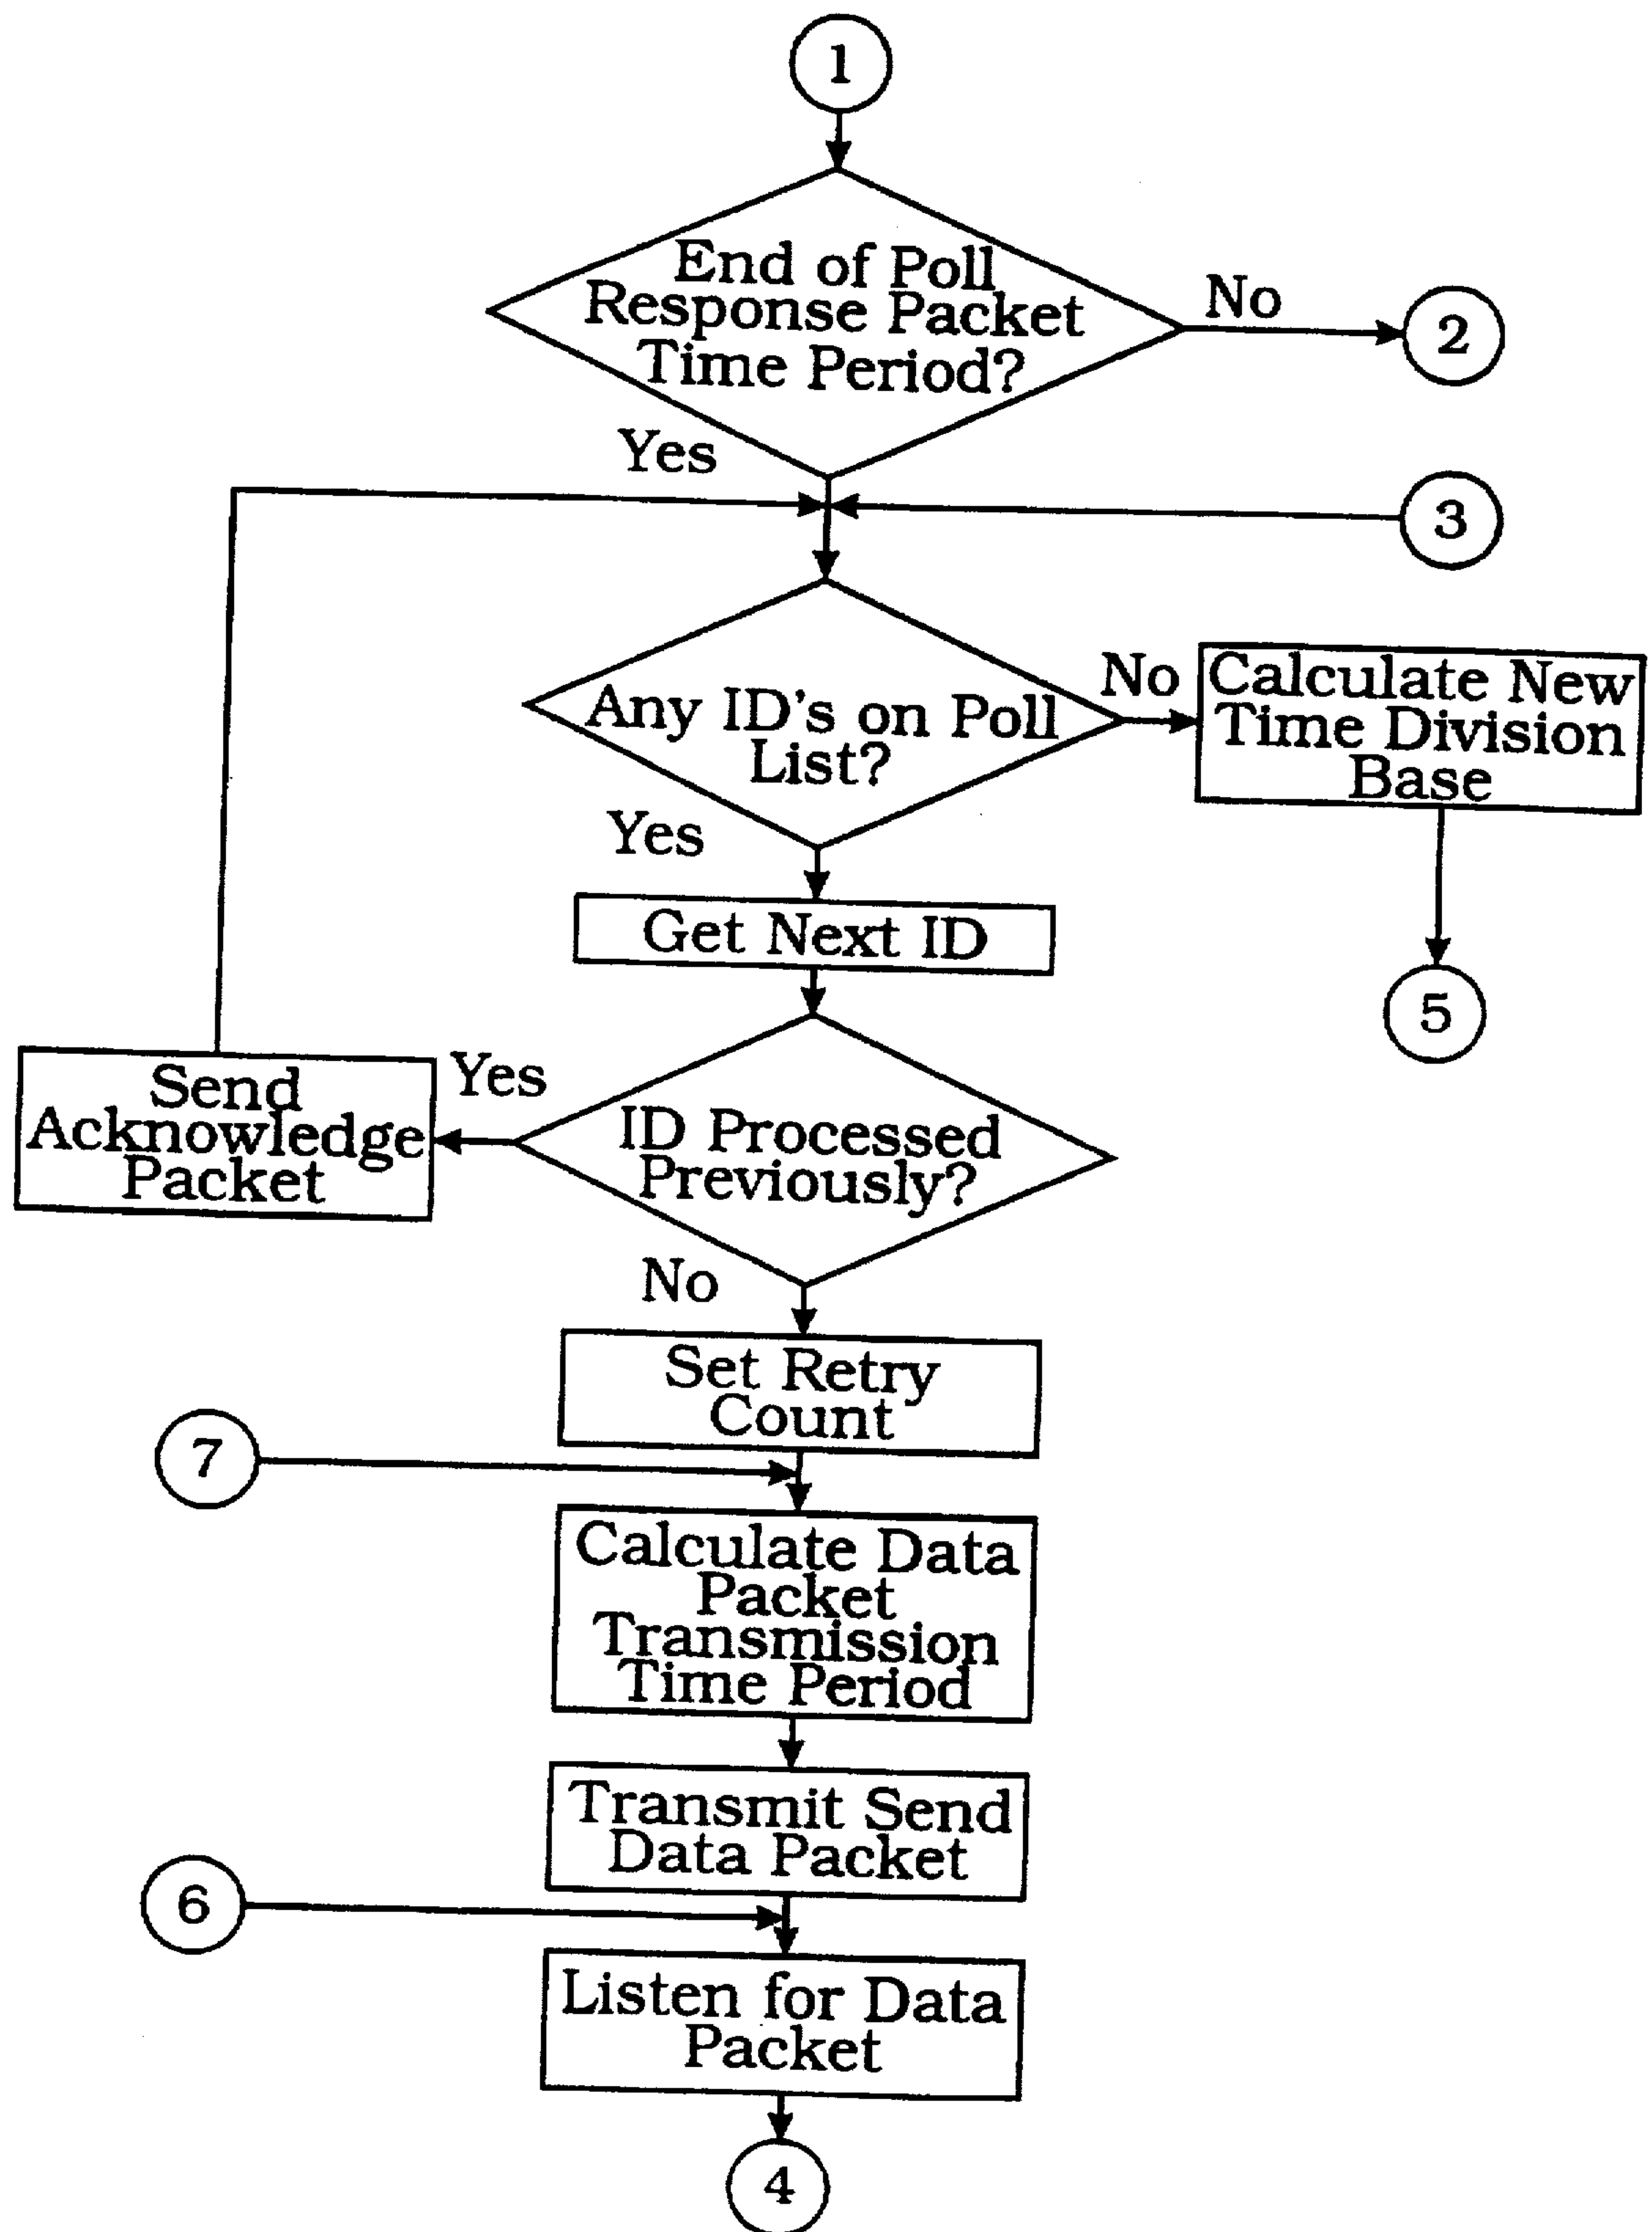 1
End of Poll
Response Packet
Time Period?
No
2
Yes
3
Any ID's on Poll
List?
No
Calculate New
Time Division
Base
Yes
Get Next ID
5
Send
Acknowledge
Packet
Yes
ID Processed
Previously?
No
Set Retry
Count
7
Calculate Data
Packet
Transmission
Time Period
Transmit Send
Data Packet
6
Listen for Data
Packet
4